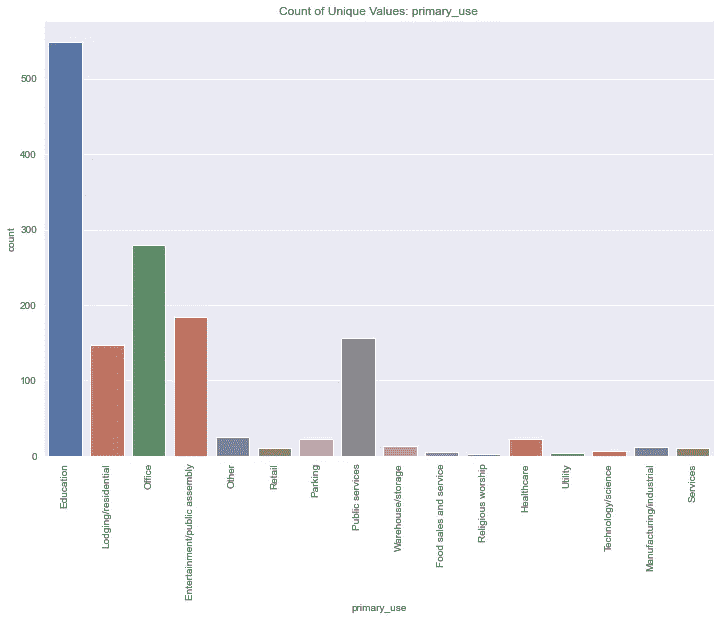 Count of Unique Values: primary_use
count
500
400
300
200
100
0
Education
Lodging/residential
Office
Entertainment/public assembly
Other
Retail
Parking
Public services
Warehouse/storage
Food sales and service
Religious worship
Healthcare
Utility
Technology/science
Manufacturing/industrial
Services
primary_use